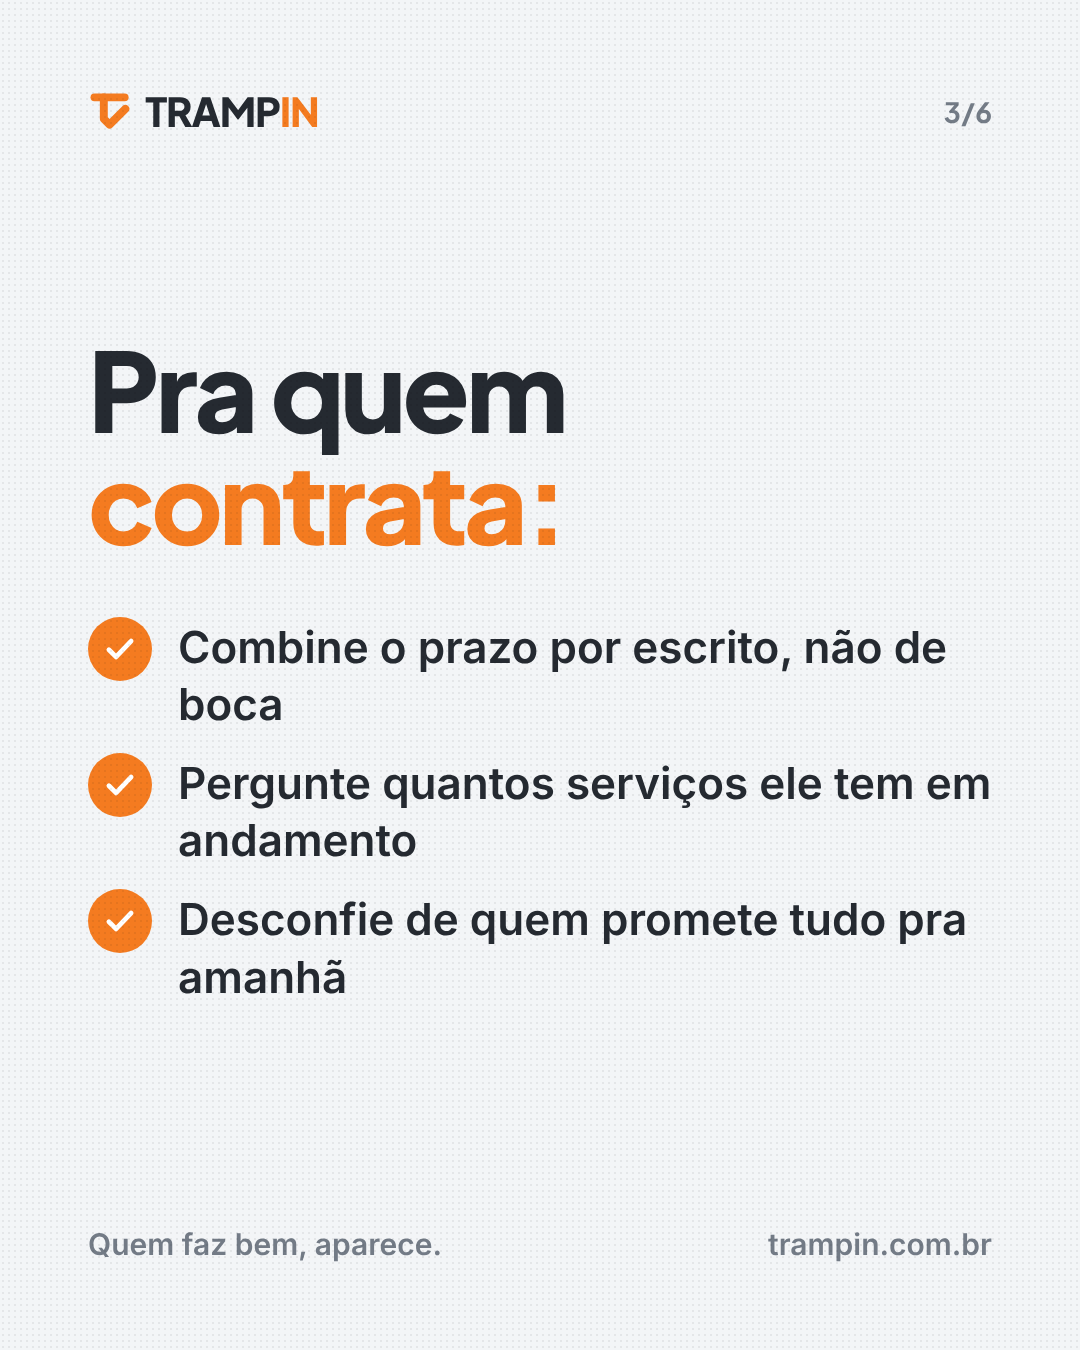 TRAMPIN
3/6
Pra quem
contrata:
Combine o prazo por escrito, não de
boca
Pergunte quantos serviços ele tem em
andamento
Desconfie de quem promete tudo pra
amanhã
Quem faz bem, aparece.
trampin.com.br